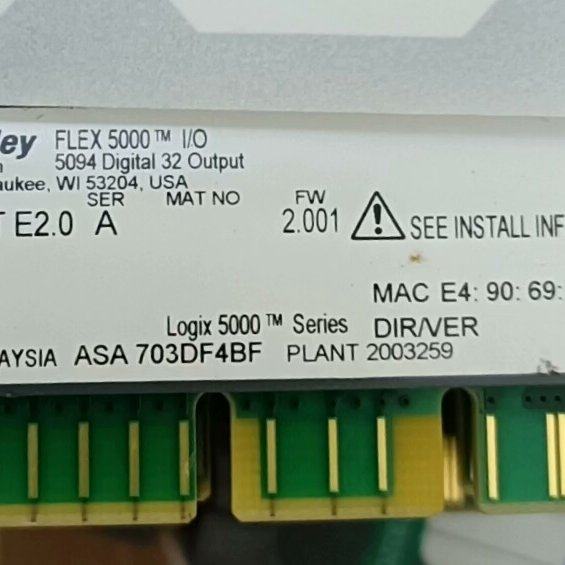 ley FLEX 5000™ I/O
5094 Digital 32 Output
aukee, WI 53204, USA
SER MAT NO FW
T E2.0 A 2.001 SEE INSTALL INF
MAC E4: 90: 69:
Logix 5000™ Series DIR/VER
AYSIA ASA 703DF4BF PLANT 2003259